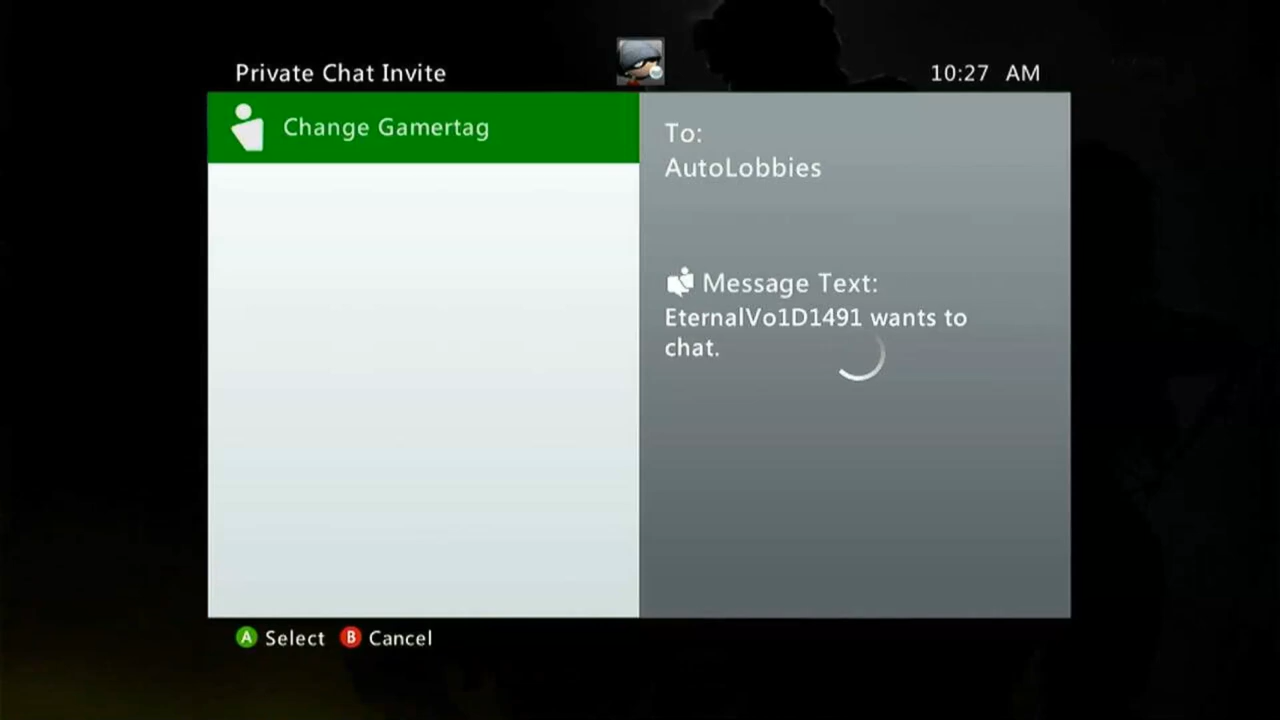 Private Chat Invite
10:27 AM
Change Gamertag
To:
AutoLobbies
Message Text:
EternalVo1D1491 wants to
chat.
A Select B Cancel